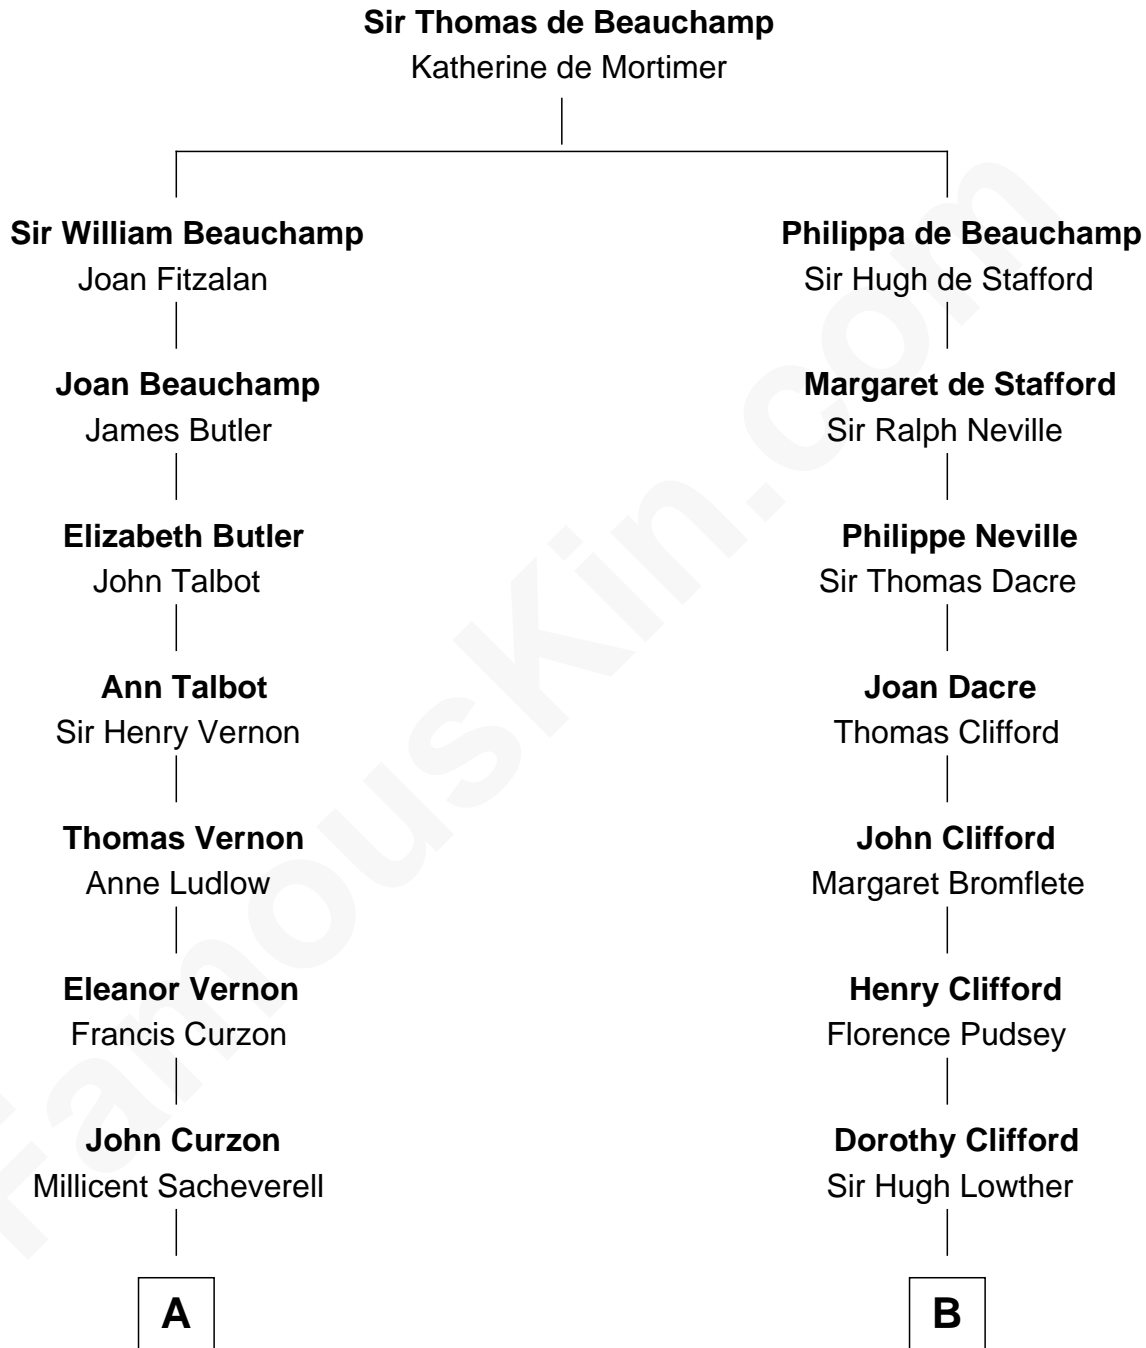 Sir Thomas de Beauchamp
Katherine de Mortimer
Sir William Beauchamp
Joan Fitzalan
Philippa de Beauchamp
Sir Hugh de Stafford
Joan Beauchamp
James Butler
Margaret de Stafford
Sir Ralph Neville
Elizabeth Butler
John Talbot
Philippe Neville
Sir Thomas Dacre
Ann Talbot
Sir Henry Vernon
Joan Dacre
Thomas Clifford
Thomas Vernon
Anne Ludlow
John Clifford
Margaret Bromflete
Eleanor Vernon
Francis Curzon
Henry Clifford
Florence Pudsey
John Curzon
Millicent Sacheverell
Dorothy Clifford
Sir Hugh Lowther
A
B
FamousKin.com